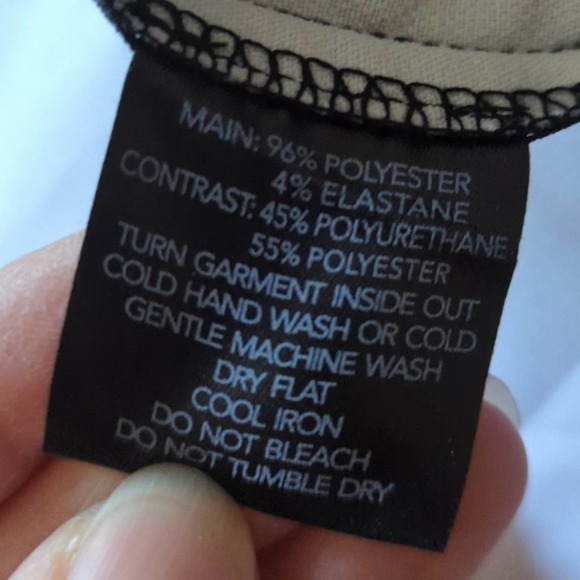 MAIN: 96% POLYESTER
4% ELASTANE
CONTRAST: 45% POLYURETHANE
55% POLYESTER
TURN GARMENT INSIDE OUT
COLD HAND WASH OR COLD
GENTLE MACHINE WASH
DRY FLAT
COOL IRON
DO NOT BLEACH
DO NOT TUMBLE DRY